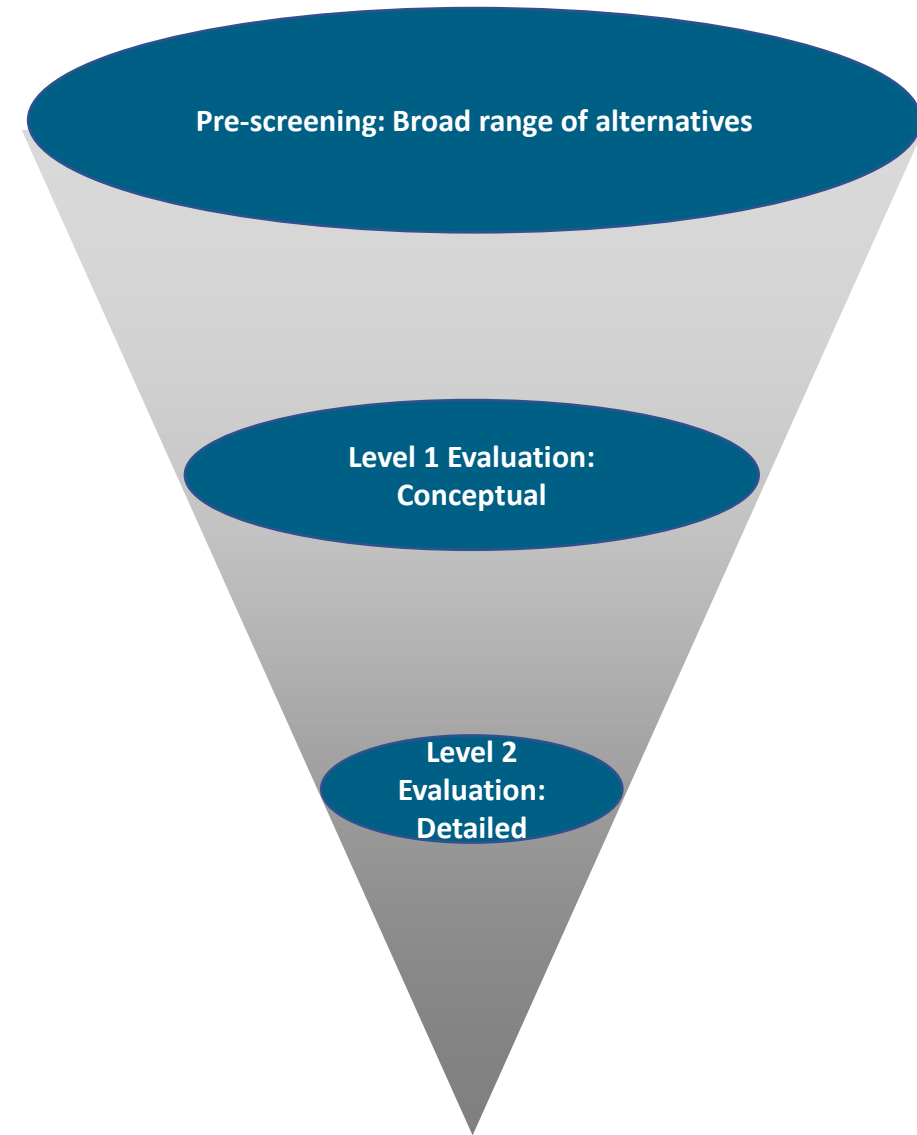 Pre-screening: Broad range of alternatives
Level 1 Evaluation:
Conceptual
Level 2
Evaluation:
Detailed